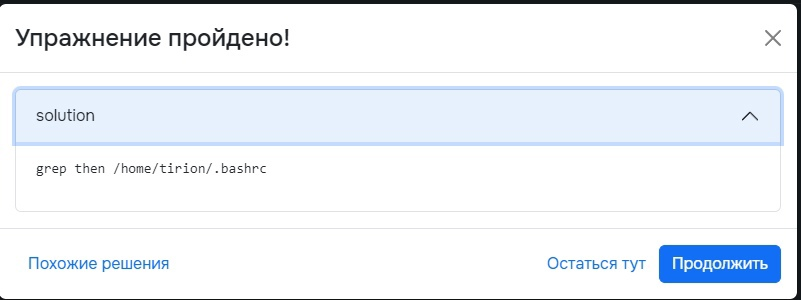 Упражнение пройдено!
solution
grep then /home/tirion/.bashrc
Похожие решения
Остаться тут
Продолжить